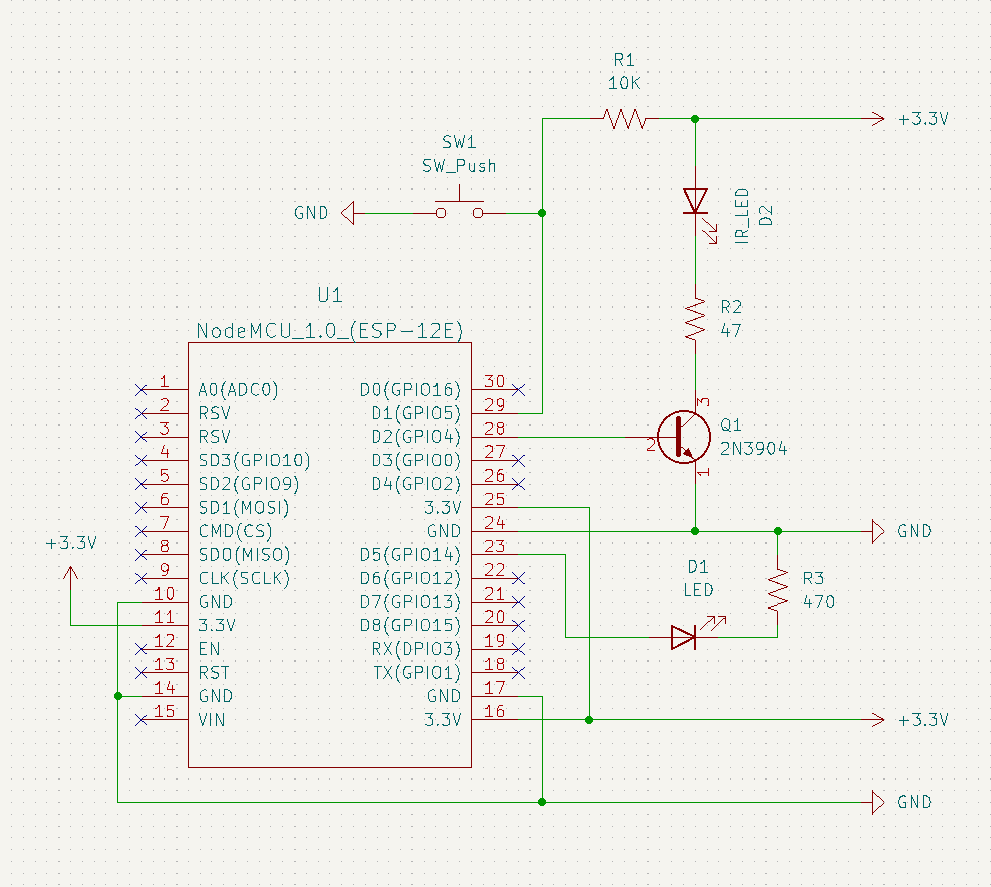 R1
10K
+3.3V
SW1
SW_Push
GND
IR_LED
D2
U1
R2
47
NodeMCU_1.0_(ESP-12E)
1 A0(ADC0) D0(GPIO16) 30
2 RSV D1(GPIO5) 29
3 RSV D2(GPIO4) 28
4 SD3(GPIO10) D3(GPIO0) 27
5 SD2(GPIO9) D4(GPIO2) 26
6 SD1(MOSI) 3.3V 25
7 CMD(CS) GND 24
8 SD0(MISO) D5(GPIO14) 23
9 CLK(SCLK) D6(GPIO12) 22
10 GND D7(GPIO13) 21
11 3.3V D8(GPIO15) 20
12 EN RX(DPIO3) 19
13 RST TX(GPIO1) 18
14 GND GND 17
15 VIN 3.3V 16
3
2
1
Q1
2N3904
GND
+3.3V
D1
LED
R3
470
+3.3V
GND